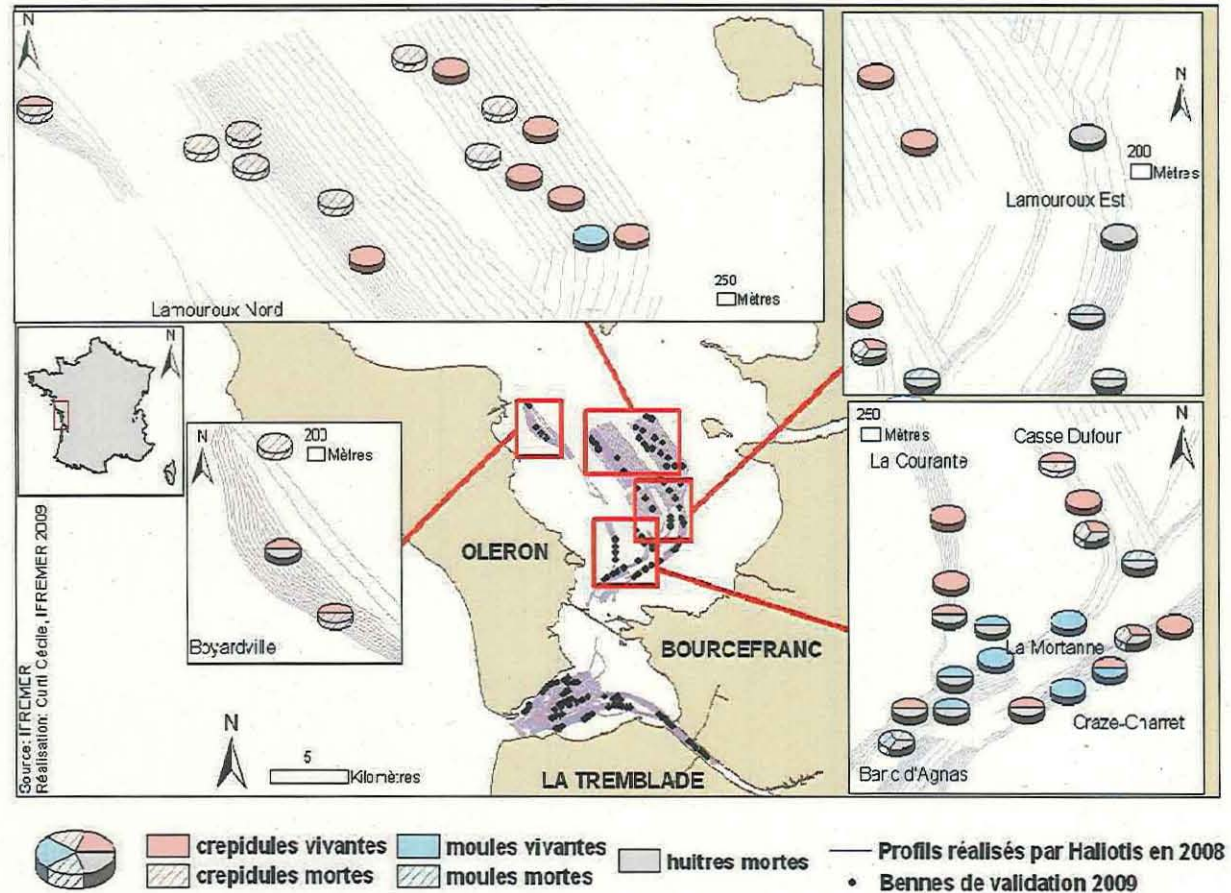 N
250
Mètres
Lamouroux Nord
N
200
Mètres
Lamouroux Est
N
N
200
Mètres
Boyardville
250
Mètres
N
Casse Dufour
La Courante
La Mortanne
Craze-Charret
Banc d'Agnas
OLERON
BOURCEFRANC
LA TREMBLADE
N
5
Kilomètres
Source: IFREMER
Réalisation: Curti Cécile, IFREMER 2009
crepidules vivantes
crepidules mortes
moules vivantes
moules mortes
huitres mortes
Profils réalisés par Haliotis en 2008
Bennes de validation 2009